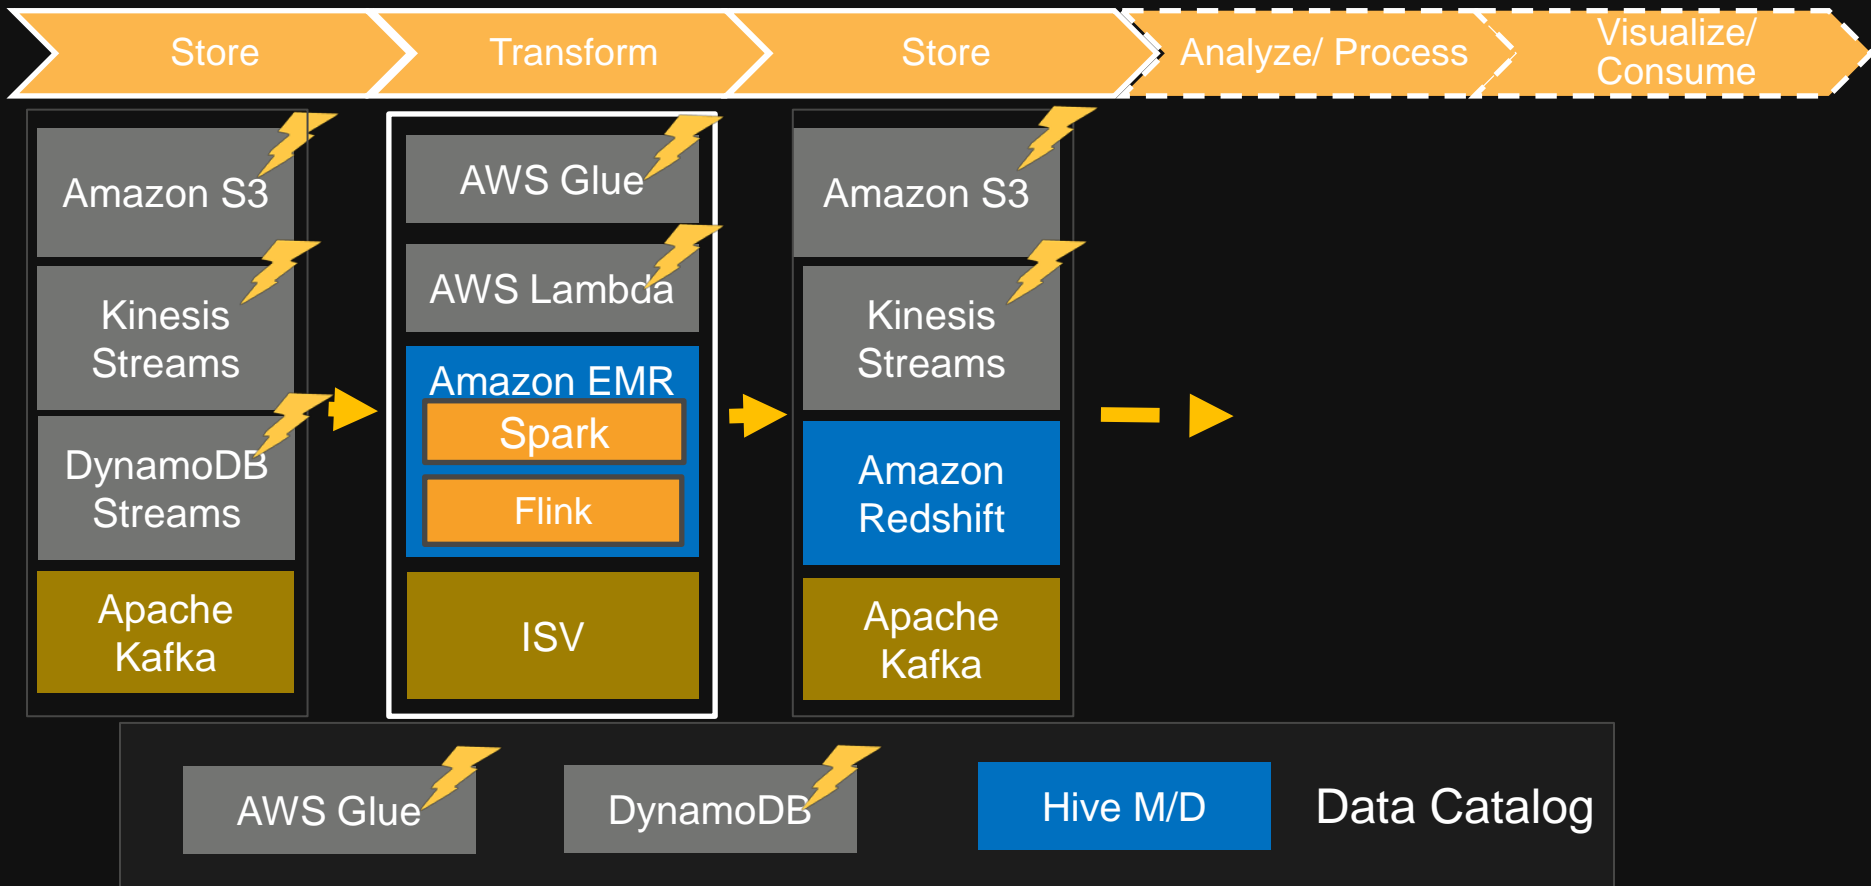 Store
Transform
Store
Analyze/ Process
Visualize/
Consume
Amazon S3
Kinesis
Streams
DynamoDB
Streams
Apache
Kafka
AWS Glue
AWS Lambda
Amazon EMR
Spark
Flink
ISV
Amazon S3
Kinesis
Streams
Amazon
Redshift
Apache
Kafka
AWS Glue
DynamoDB
Hive M/D
Data Catalog